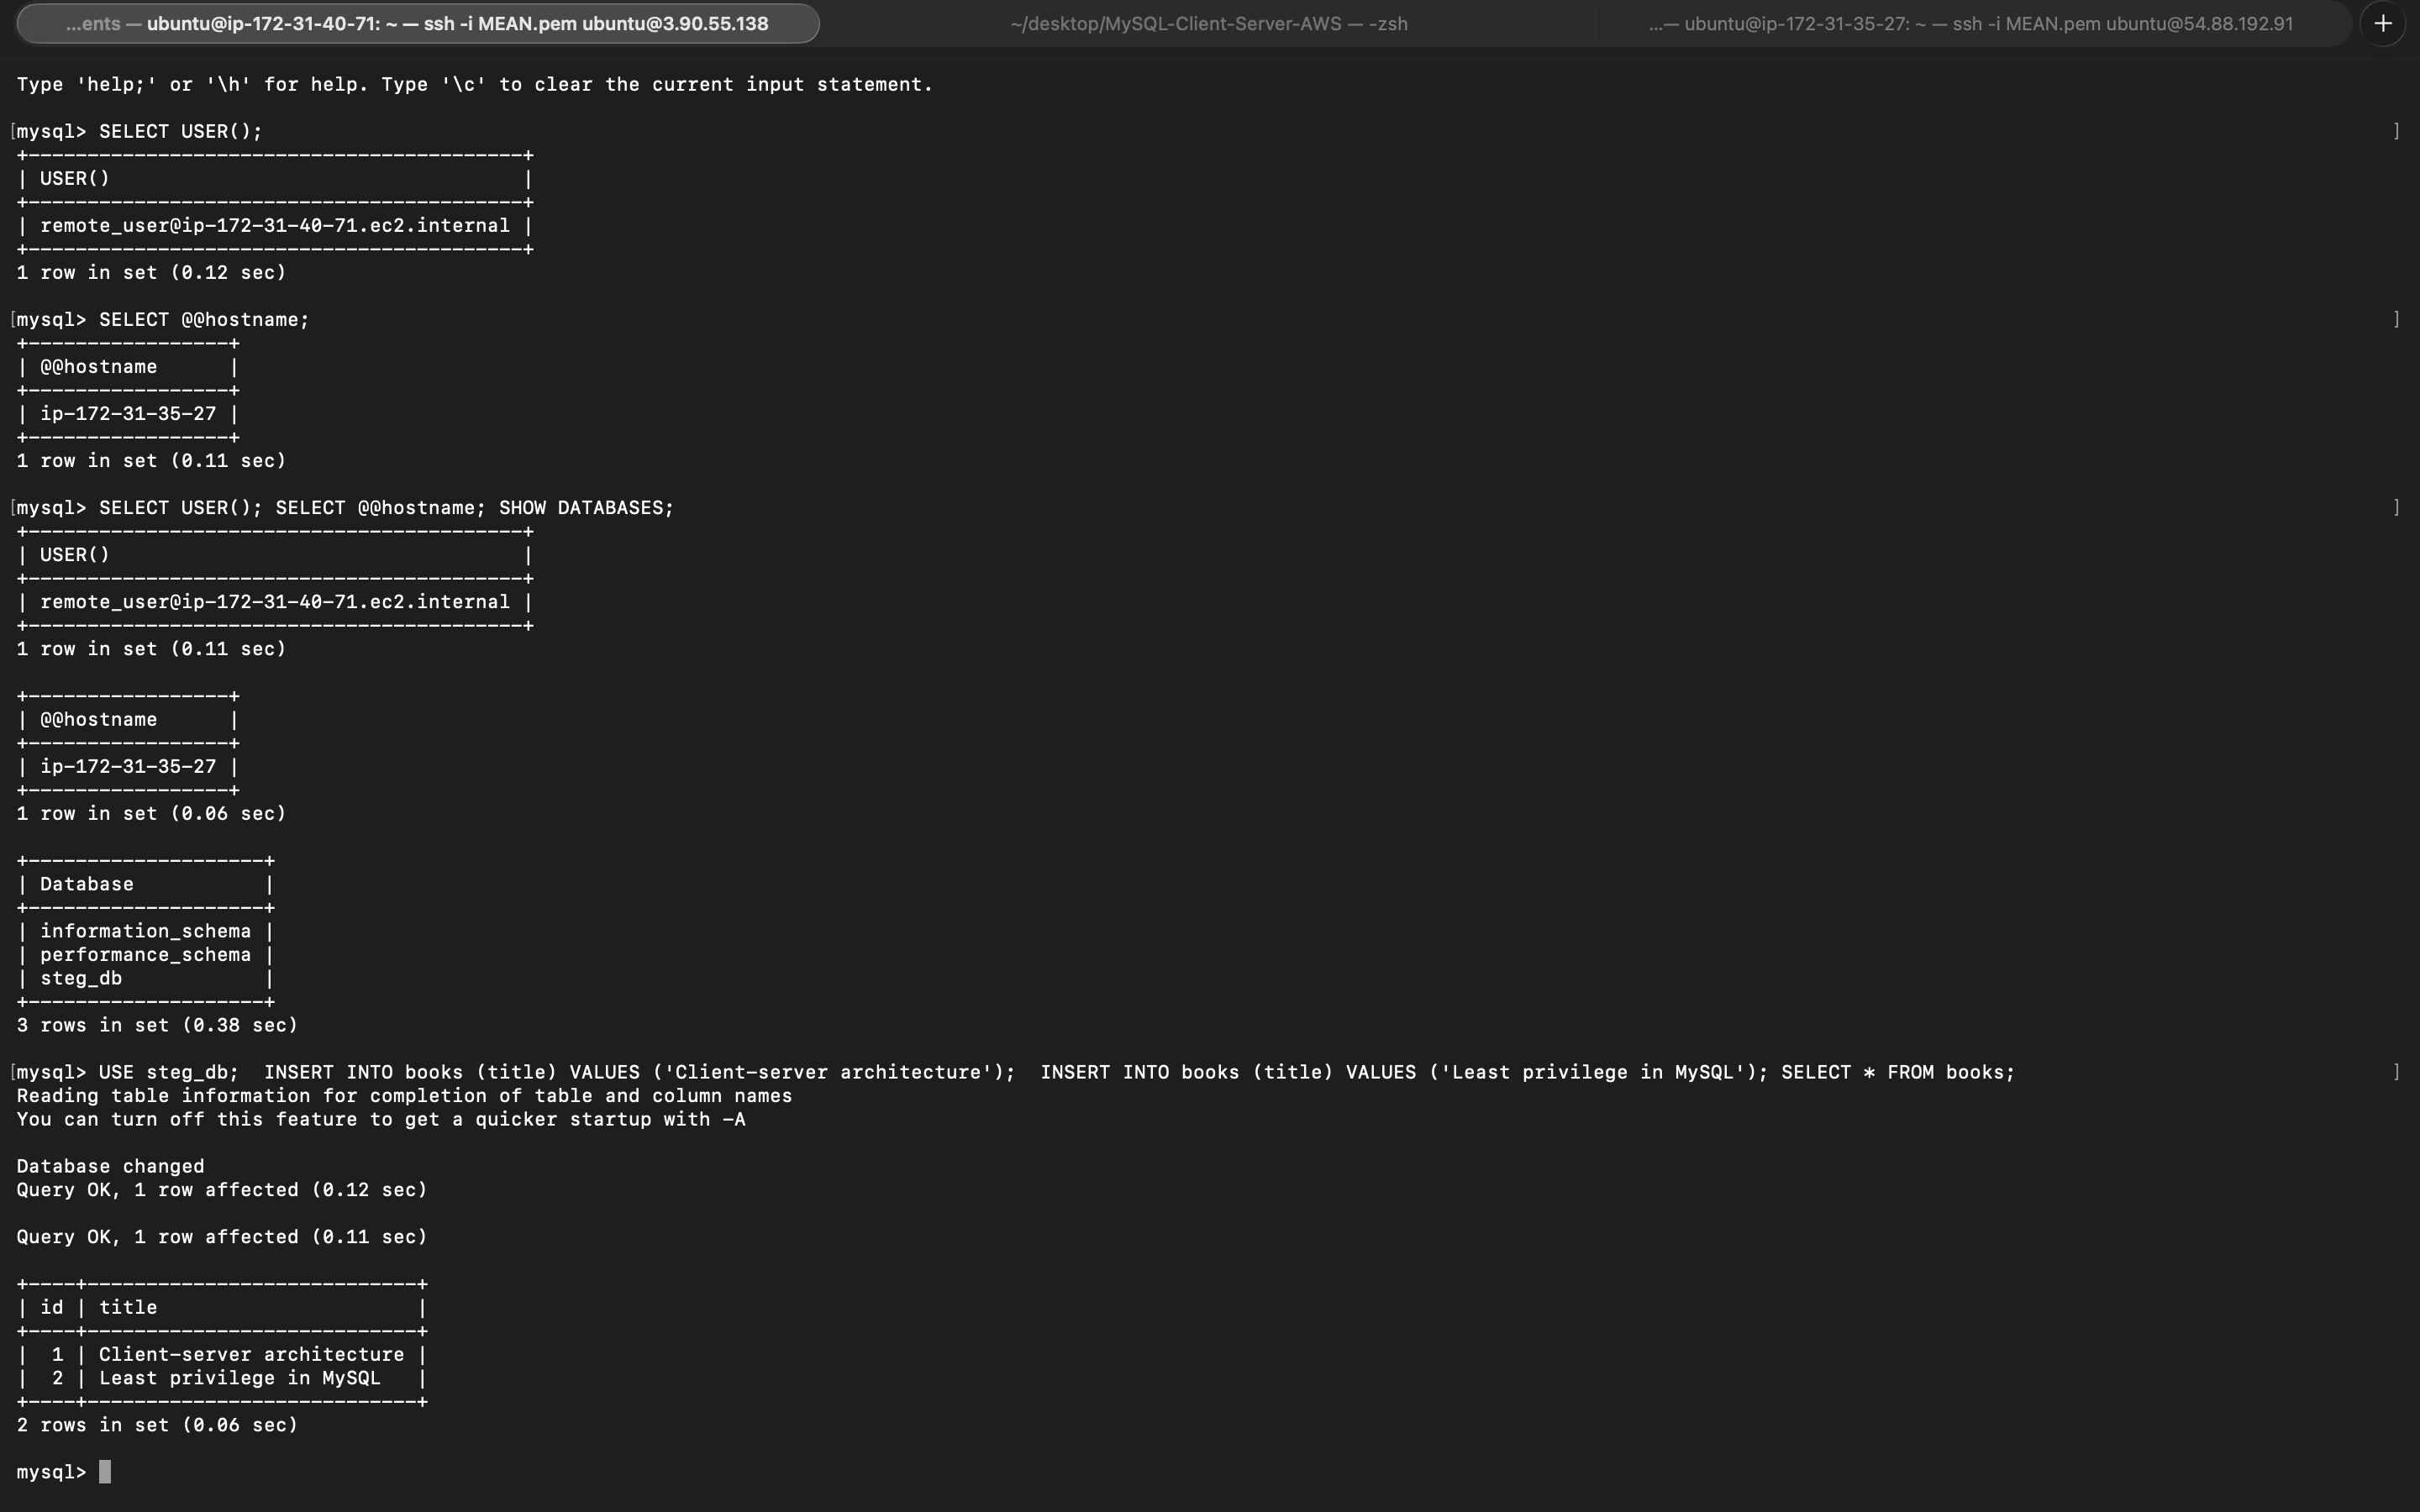 ...ents — ubuntu@ip-172-31-40-71: ~ — ssh -i MEAN.pem ubuntu@3.90.55.138
~/desktop/MySQL-Client-Server-AWS — -zsh
...— ubuntu@ip-172-31-35-27: ~ — ssh -i MEAN.pem ubuntu@54.88.192.91
+
Type 'help;' or '\h' for help. Type '\c' to clear the current input statement.
[mysql> SELECT USER(); ]
+----------------------------------------+
| USER()                                  |
+----------------------------------------+
| remote_user@ip-172-31-40-71.ec2.internal |
+----------------------------------------+
1 row in set (0.12 sec)
[mysql> SELECT @@hostname; ]
+-----------------+
| @@hostname      |
+-----------------+
| ip-172-31-35-27 |
+-----------------+
1 row in set (0.11 sec)
[mysql> SELECT USER(); SELECT @@hostname; SHOW DATABASES; ]
+----------------------------------------+
| USER()                                  |
+----------------------------------------+
| remote_user@ip-172-31-40-71.ec2.internal |
+----------------------------------------+
1 row in set (0.11 sec)
+-----------------+
| @@hostname      |
+-----------------+
| ip-172-31-35-27 |
+-----------------+
1 row in set (0.06 sec)
+--------------------+
| Database           |
+--------------------+
| information_schema |
| performance_schema |
| steg_db            |
+--------------------+
3 rows in set (0.38 sec)
[mysql> USE steg_db;  INSERT INTO books (title) VALUES ('Client-server architecture');  INSERT INTO books (title) VALUES ('Least privilege in MySQL'); SELECT * FROM books; ]
Reading table information for completion of table and column names
You can turn off this feature to get a quicker startup with -A
Database changed
Query OK, 1 row affected (0.12 sec)
Query OK, 1 row affected (0.11 sec)
+----+----------------------------+
| id | title                      |
+----+----------------------------+
|  1 | Client-server architecture |
|  2 | Least privilege in MySQL   |
+----+----------------------------+
2 rows in set (0.06 sec)
mysql>